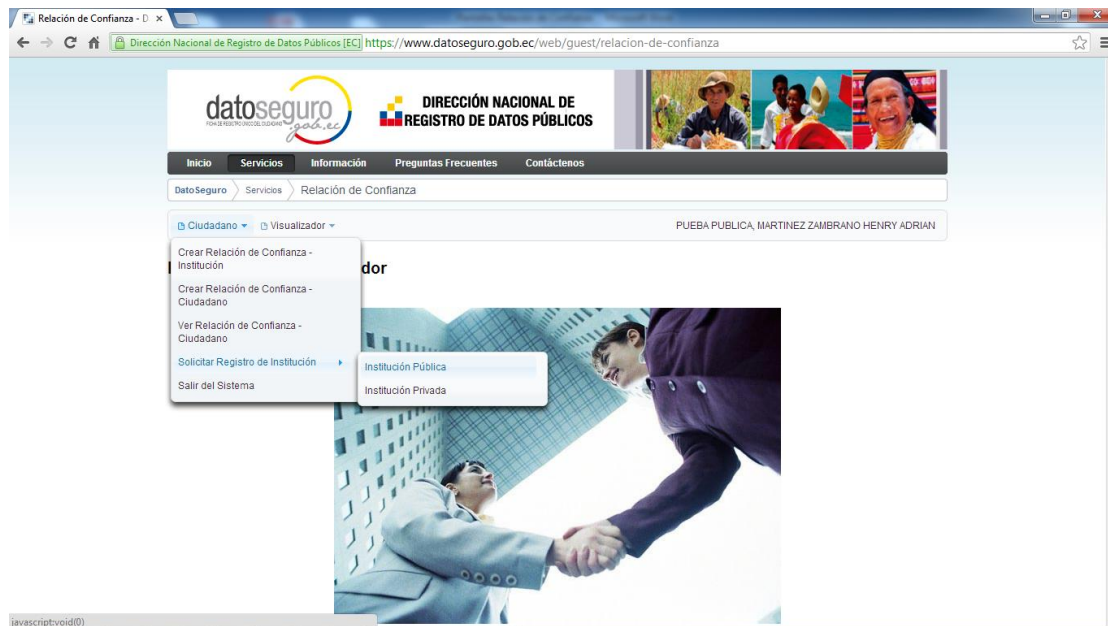 Relación de Confianza - D
Dirección Nacional de Registro de Datos Públicos [EC] https://www.datoseguro.gob.ec/web/guest/relacion-de-confianza
datoseguro
.gob.ec
DIRECCIÓN NACIONAL DE
REGISTRO DE DATOS PÚBLICOS
Inicio Servicios Información Preguntas Frecuentes Contáctenos
DatoSeguro Servicios Relación de Confianza
Ciudadano Visualizador PUEBA PUBLICA, MARTINEZ ZAMBRANO HENRY ADRIAN
Crear Relación de Confianza -
Institución
dor
Crear Relación de Confianza -
Ciudadano
Ver Relación de Confianza -
Ciudadano
Solicitar Registro de Institución
Institución Pública
Salir del Sistema
Institución Privada
javascript:void(0)